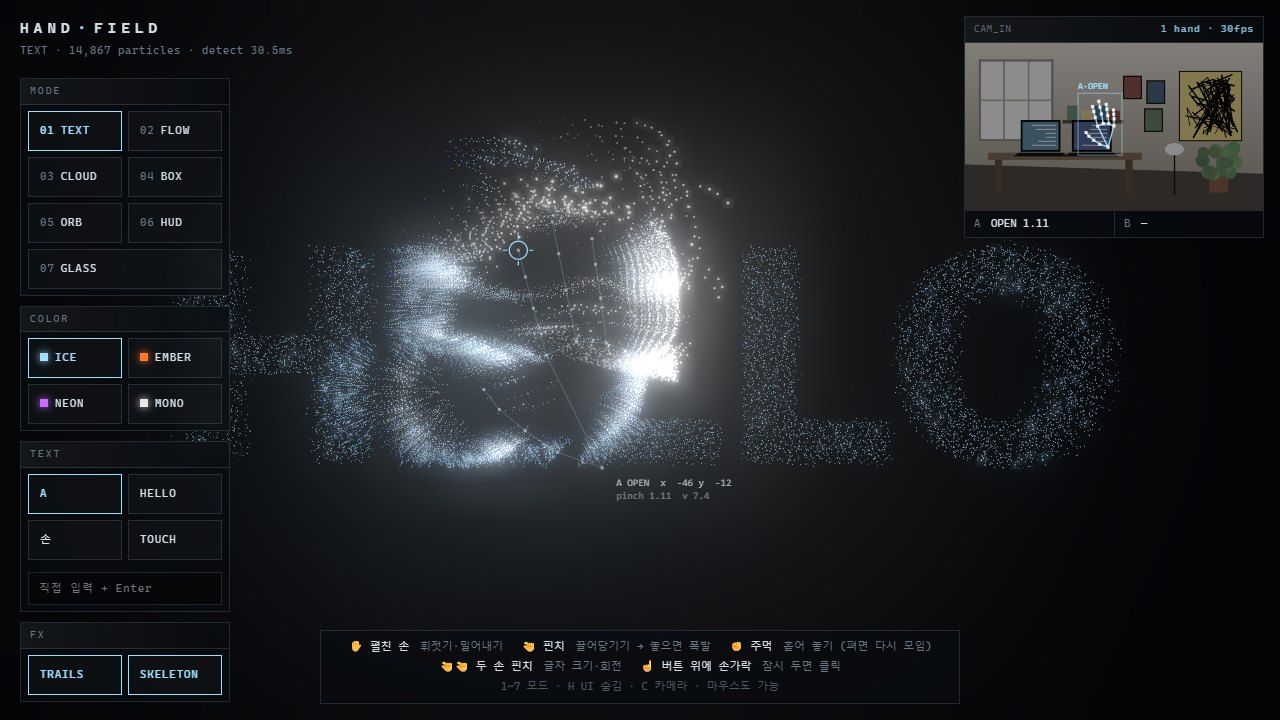 HAND·FIELD
TEXT · 14,867 particles · detect 30.5ms
MODE
01 TEXT
02 FLOW
03 CLOUD
04 BOX
05 ORB
06 HUD
07 GLASS
COLOR
ICE
EMBER
NEON
MONO
TEXT
A
HELLO
손
TOUCH
직접 입력 + Enter
FX
TRAILS
SKELETON
CAM_IN
1 hand · 30fps
A·OPEN
A OPEN 1.11
B —
HELLO
A OPEN x -46 y -12
pinch 1.11 v 7.4
✋ 펼친 손 휘젓기·밀어내기 🤏 핀치 끌어당기기 → 놓으면 폭발 ✊ 주먹 흩어 놓기 (펴면 다시 모임)
🤏🤏 두 손 핀치 글자 크기·회전 ☝ 버튼 위에 손가락 잠시 두면 클릭
1~7 모드 · H UI 숨김 · C 카메라 · 마우스도 가능